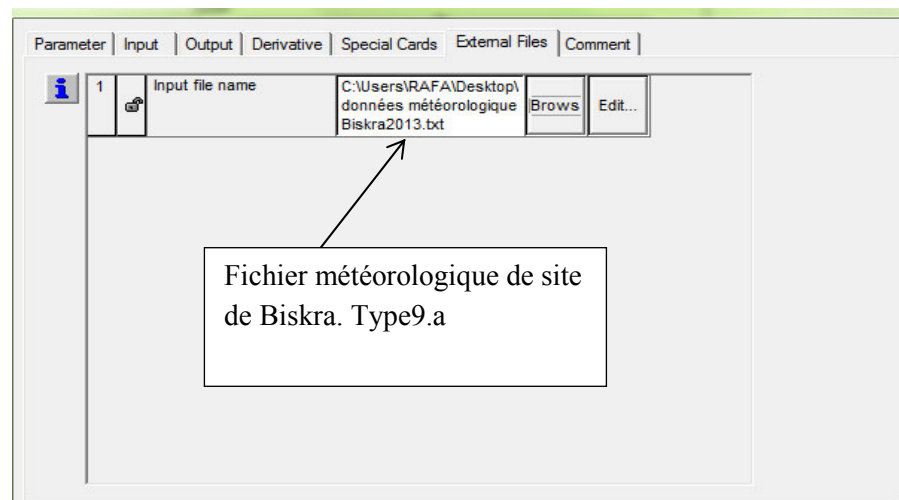 Parameter Input Output Derivative Special Cards External Files Comment
i 1 Input file name C:\Users\RAFA\Desktop\ Brows Edit...
données météorologique
Biskra2013.txt
Fichier météorologique de site
de Biskra. Type9.a